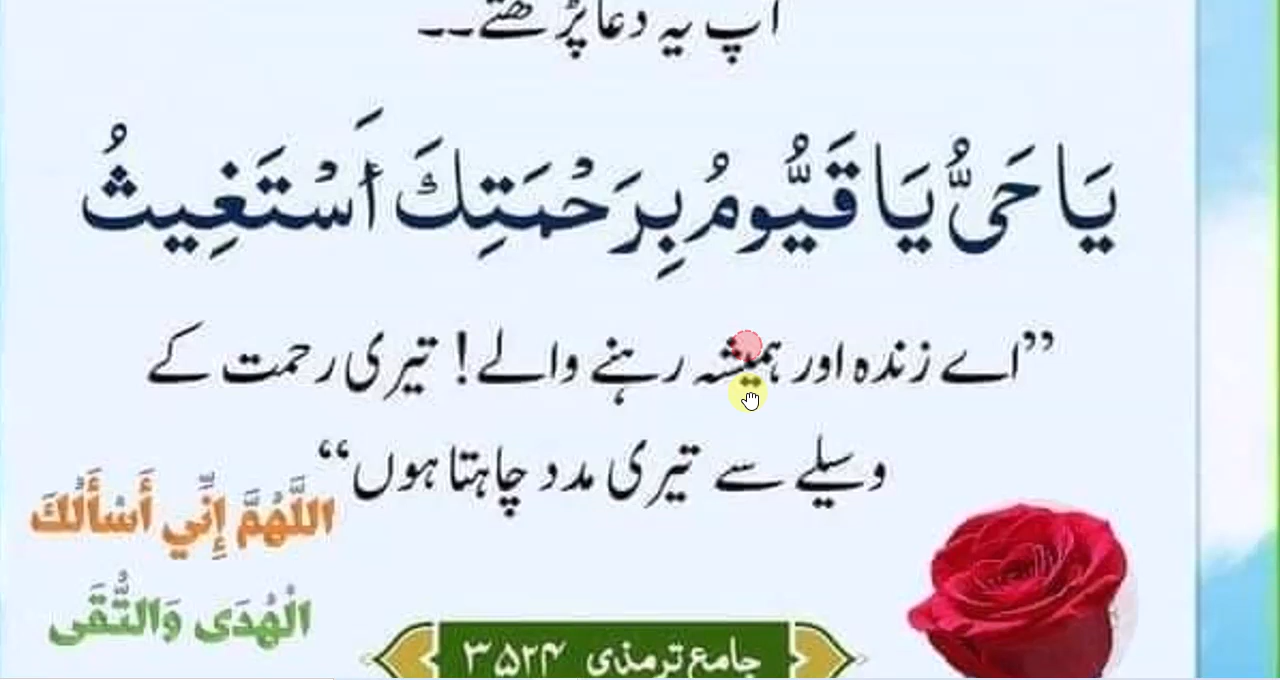 آپ یہ دعا پڑھتے۔۔
يَا حَىُّ يَا قَيُّومُ بِرَحْمَتِكَ أَسْتَغِيثُ
”اے زندہ اور ہمیشہ رہنے والے! تیری رحمت کے
وسیلے سے تیری مدد چاہتا ہوں“
اللَّهُمَّ إِنِّي أَسْأَلُكَ
الْهُدَى وَالتُّقَى
جامع ترمذی ۳۵۲۴